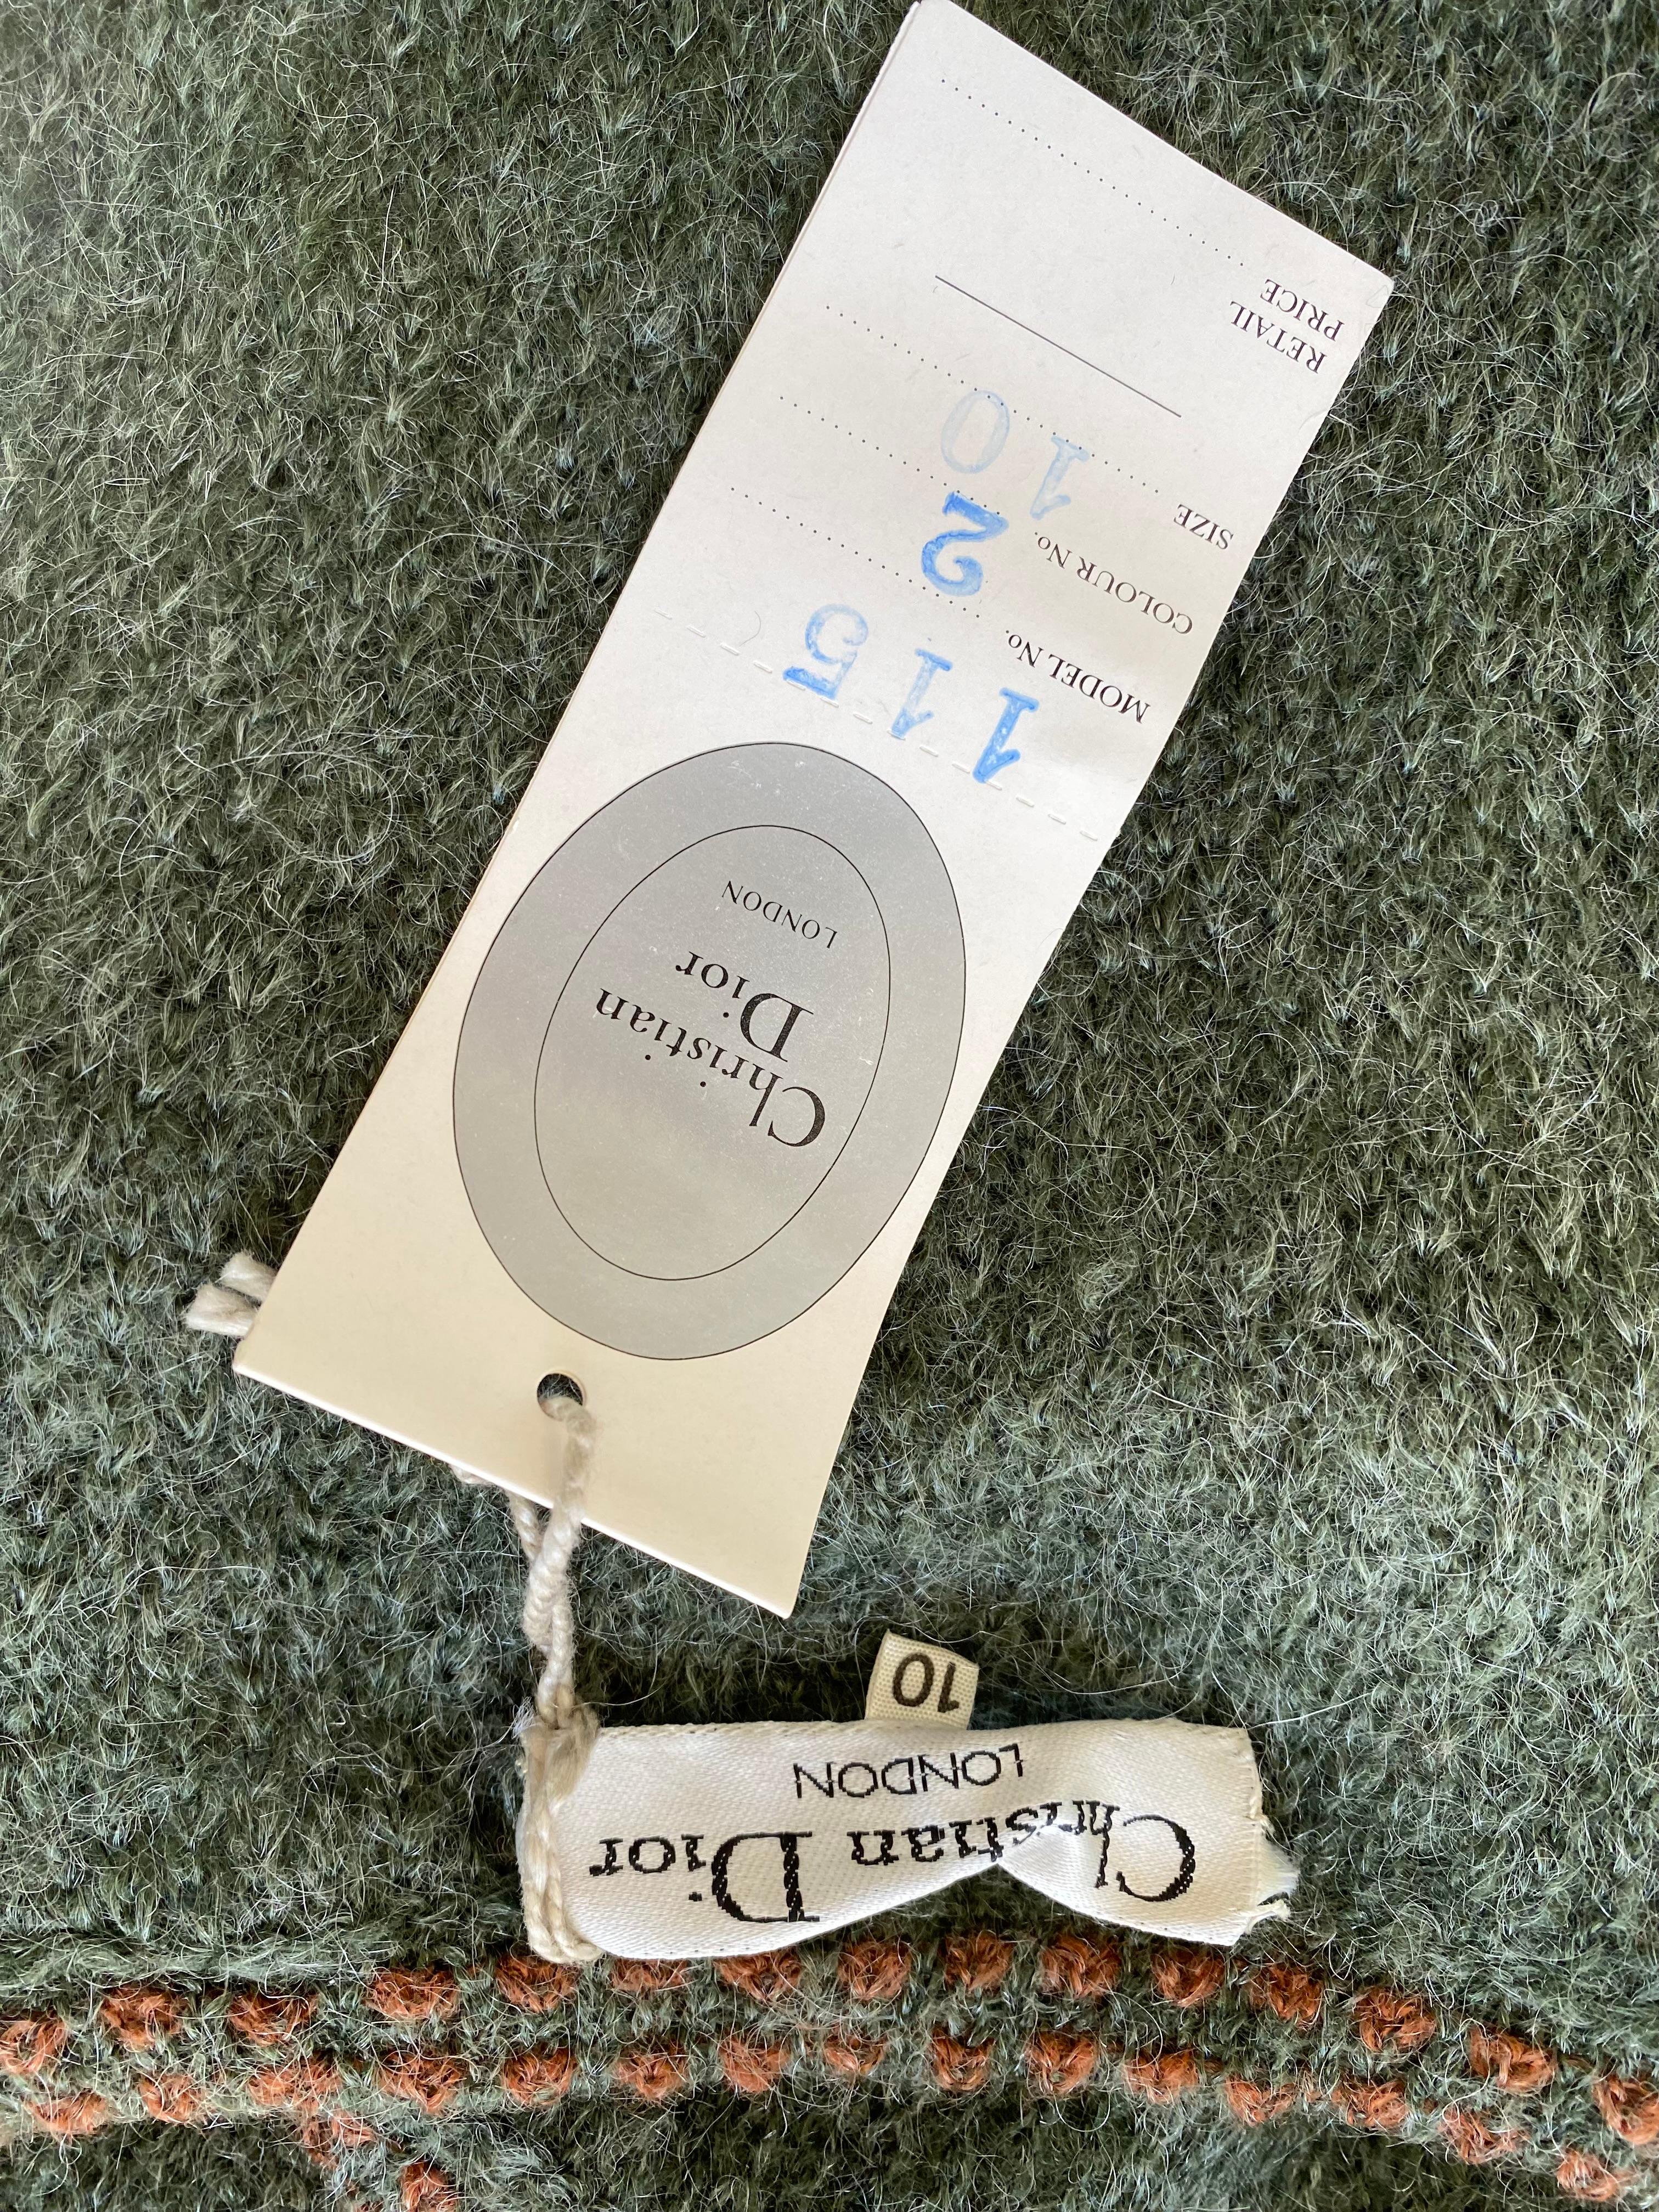 Christian
Dior
LONDON
115
MODEL No.
2
COLOUR No.
10
SIZE
RETAIL
PRICE
Christian Dior
LONDON
10